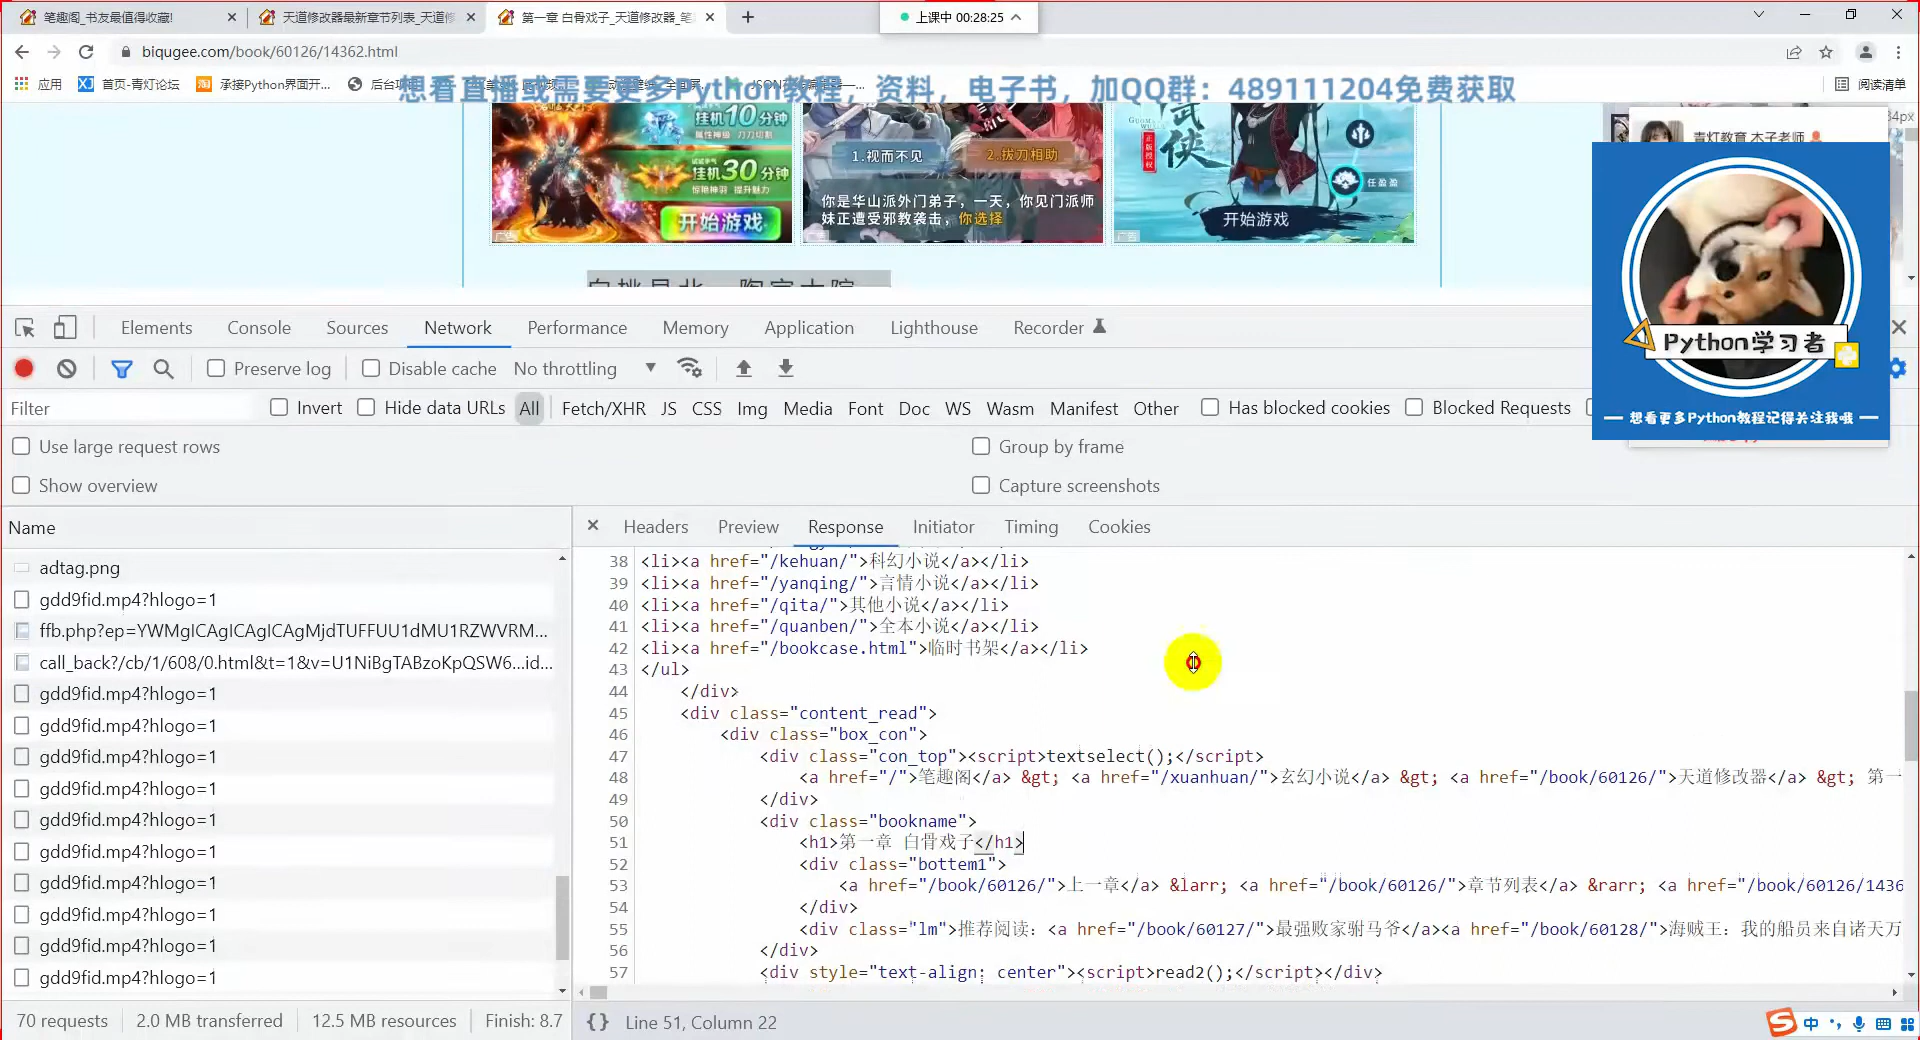 笔趣阁_书友最值得收藏!
天道修改器最新章节列表_天道修
第一章 白骨戏子_天道修改器_笔
上课中 00:28:25
biqugee.com/book/60126/14362.html
应用
首页-青灯论坛
承接Python界面开...
想看直播或需要更多Python教程，资料，电子书，加QQ群：489111204免费获取
阅读清单
挂机10分钟
挂机30分钟
开始游戏
广告
1.视而不见
2.拔刀相助
你是华山派外门弟子，一天，你见门派师
妹正遭受邪教袭击，你选择
广告
武侠
任盈盈
开始游戏
广告
青灯教育 木子老师
Python学习者
想看更多Python教程记得关注我哦
Elements
Console
Sources
Network
Performance
Memory
Application
Lighthouse
Recorder
Preserve log
Disable cache
No throttling
Filter
Invert
Hide data URLs
All
Fetch/XHR
JS
CSS
Img
Media
Font
Doc
WS
Wasm
Manifest
Other
Has blocked cookies
Blocked Requests
Use large request rows
Group by frame
Show overview
Capture screenshots
Name
Headers
Preview
Response
Initiator
Timing
Cookies
adtag.png
gdd9fid.mp4?hlogo=1
ffb.php?ep=YWMgICAgICAgICAgMjdTUFFUU1dMU1RZWVRM...
call_back?/cb/1/608/0.html&t=1&v=U1NiBgTABzoKpQSW6...id...
gdd9fid.mp4?hlogo=1
gdd9fid.mp4?hlogo=1
gdd9fid.mp4?hlogo=1
gdd9fid.mp4?hlogo=1
gdd9fid.mp4?hlogo=1
gdd9fid.mp4?hlogo=1
gdd9fid.mp4?hlogo=1
gdd9fid.mp4?hlogo=1
gdd9fid.mp4?hlogo=1
gdd9fid.mp4?hlogo=1
38 <li><a href="/kehuan/">科幻小说</a></li>
39 <li><a href="/yanqing/">言情小说</a></li>
40 <li><a href="/qita/">其他小说</a></li>
41 <li><a href="/quanben/">全本小说</a></li>
42 <li><a href="/bookcase.html">临时书架</a></li>
43 </ul>
44 </div>
45 <div class="content_read">
46 <div class="box_con">
47 <div class="con_top"><script>textselect();</script>
48 <a href="/">笔趣阁</a> &gt; <a href="/xuanhuan/">玄幻小说</a> &gt; <a href="/book/60126/">天道修改器</a> &gt; 第一
49 </div>
50 <div class="bookname">
51 <h1>第一章 白骨戏子</h1>
52 <div class="bottem1">
53 <a href="/book/60126/">上一章</a> &larr; <a href="/book/60126/">章节列表</a> &rarr; <a href="/book/60126/1436
54 </div>
55 <div class="lm">推荐阅读：<a href="/book/60127/">最强败家驸马爷</a><a href="/book/60128/">海贼王：我的船员来自诸天万
56 </div>
57 <div style="text-align: center"><script>read2();</script></div>
70 requests
2.0 MB transferred
12.5 MB resources
Finish: 8.7
{} Line 51, Column 22
中